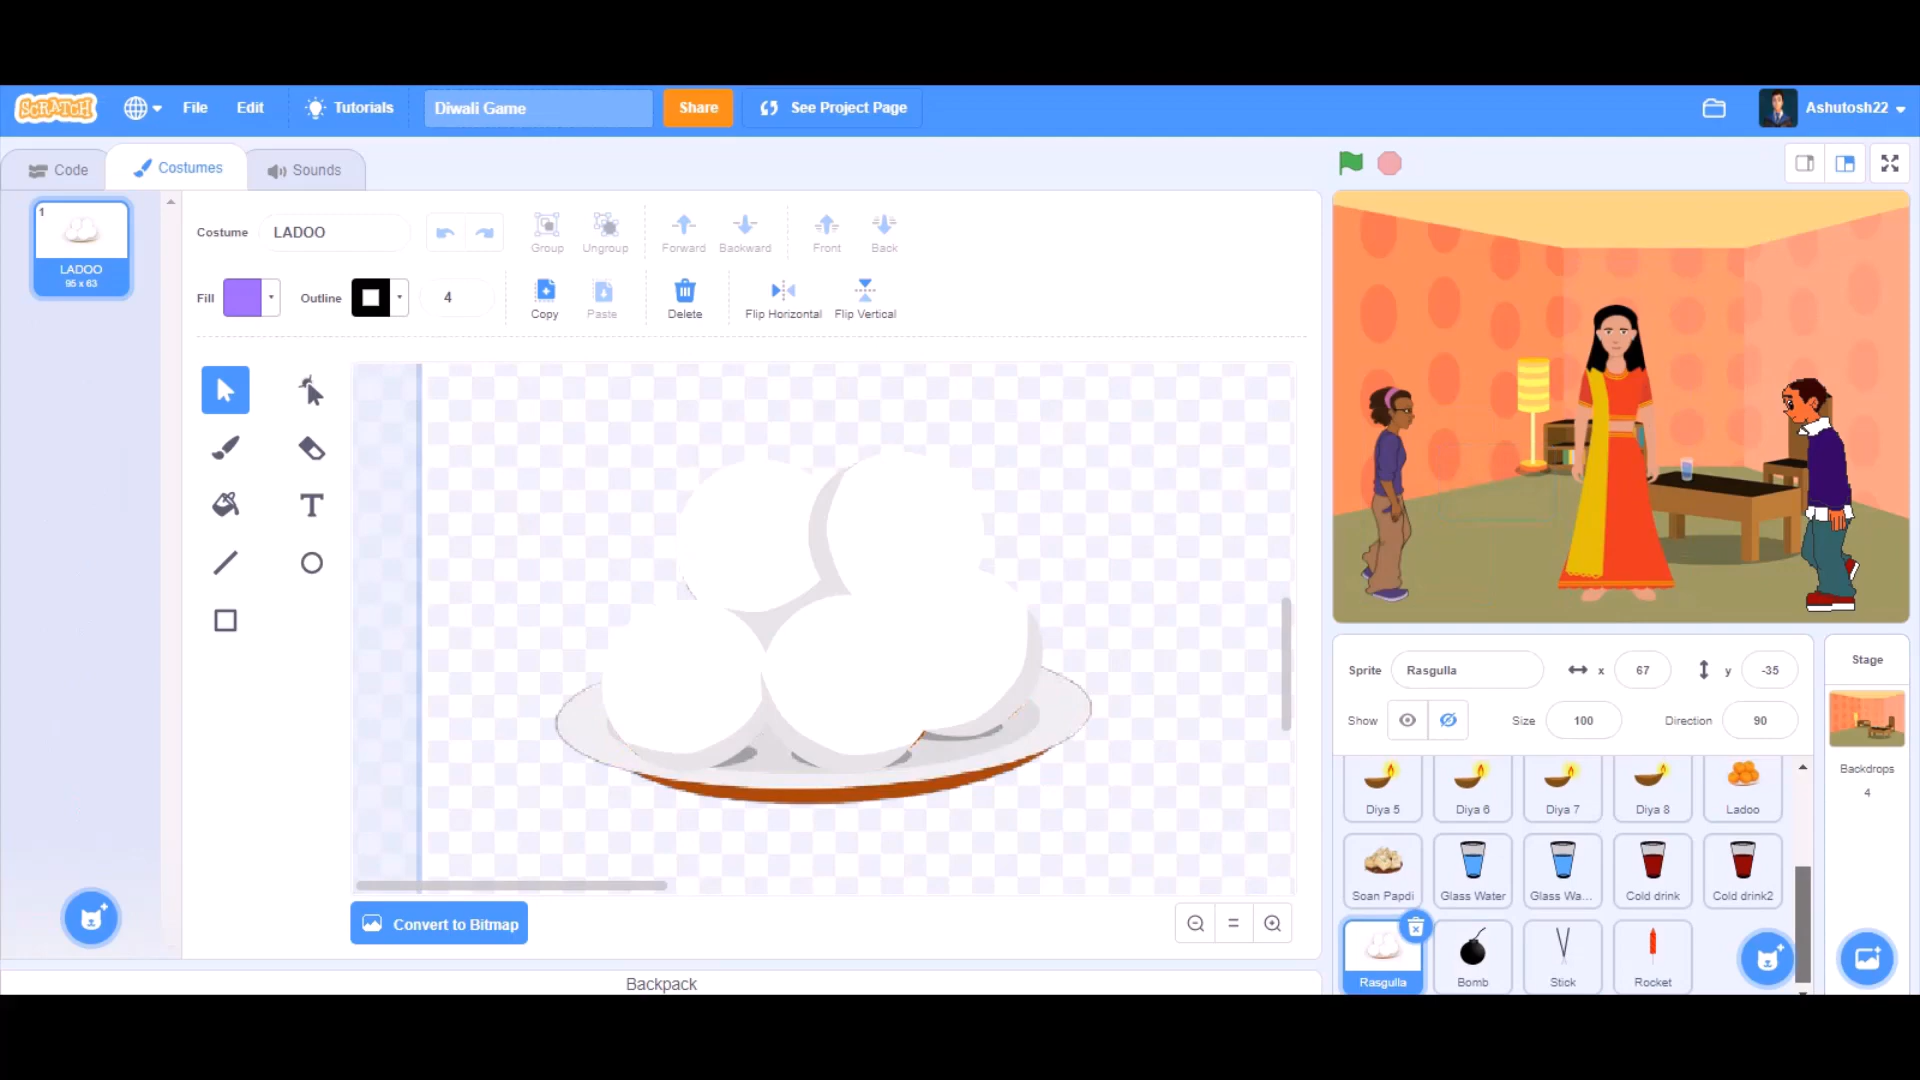 SCRATCH File Edit Tutorials Diwali Game Share See Project Page Ashutosh22
Code Costumes Sounds
1
LADOO
95 x 63
Costume LADOO Group Ungroup Forward Backward Front Back
Fill Outline 4 Copy Paste Delete Flip Horizontal Flip Vertical
T
Convert to Bitmap
Backpack
Sprite Rasgulla x 67 y -35
Show Size 100 Direction 90
Stage
Backdrops
4
Diya 5 Diya 6 Diya 7 Diya 8 Ladoo
Soan Papdi Glass Water Glass Wa... Cold drink Cold drink2
Rasgulla Bomb Stick Rocket